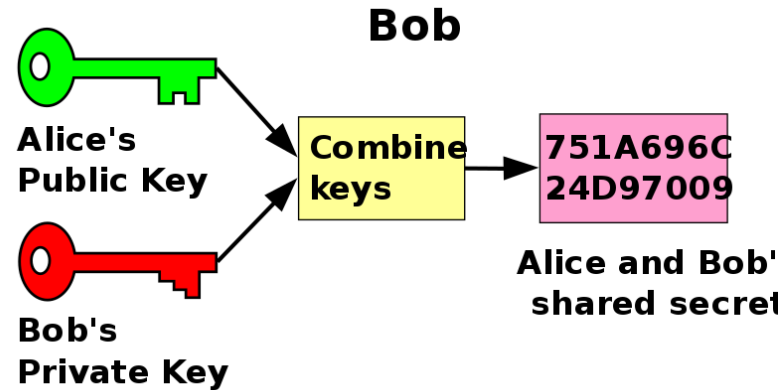 Bob
Alice's
Public Key
Combine
keys
751A696C
24D97009
Alice and Bob'
shared secret
Bob's
Private Key